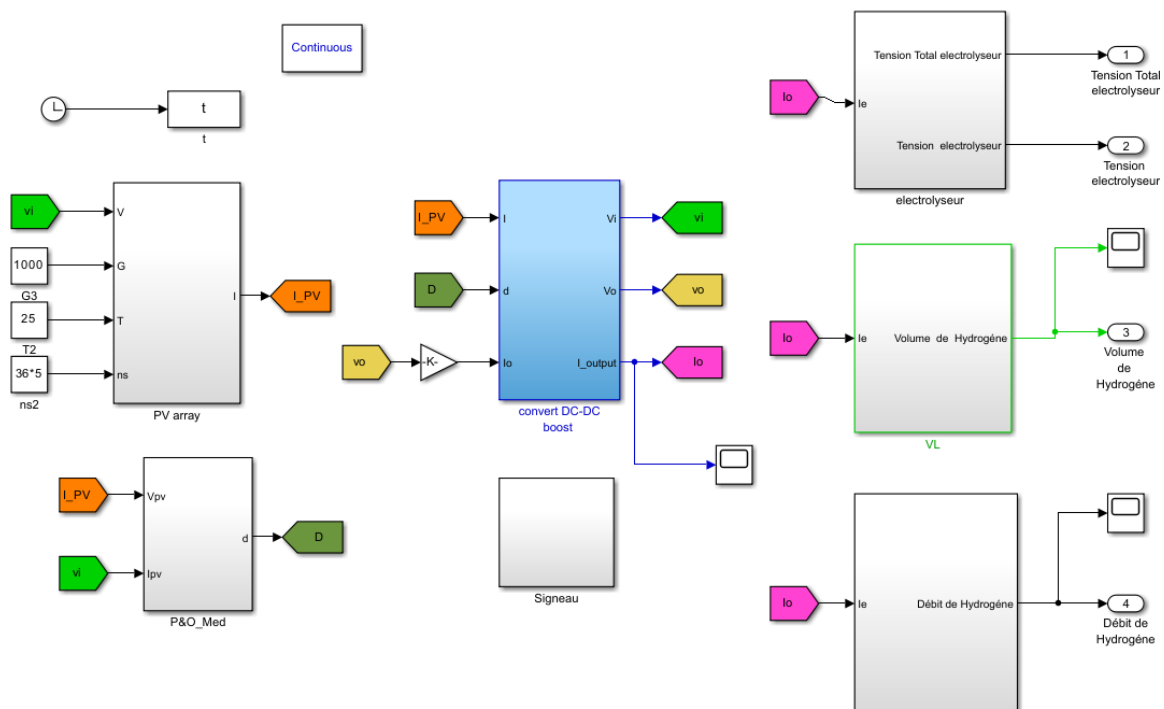 Continuous
t
t
vi
1000
G3
25
T2
36*5
ns2
V
G
T
ns
I
PV array
I_PV
I_PV
vi
Vpv
Ipv
d
P&O_Med
D
I_PV
D
vo
-K-
I
d
Io
Vi
Vo
I_output
convert DC-DC
boost
vi
vo
Io
Signeau
Io
Ie
Tension Total electrolyseur
Tension electrolyseur
electrolyseur
1
Tension Total
electrolyseur
2
Tension
electrolyseur
Io
Ie
Volume de Hydrogéne
VL
3
Volume
de
Hydrogéne
Io
Ie
Débit de Hydrogéne
4
Débit de
Hydrogéne